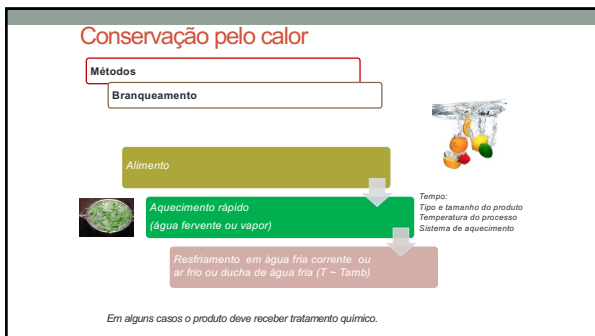 Conservação pelo calor
Métodos
Branqueamento
Alimento
Aquecimento rápido
(água fervente ou vapor)
Tempo:
Tipo e tamanho do produto
Temperatura do processo
Sistema de aquecimento
Resfriamento em água fria corrente ou
ar frio ou ducha de água fria (T ~ Tamb)
Em alguns casos o produto deve receber tratamento químico.